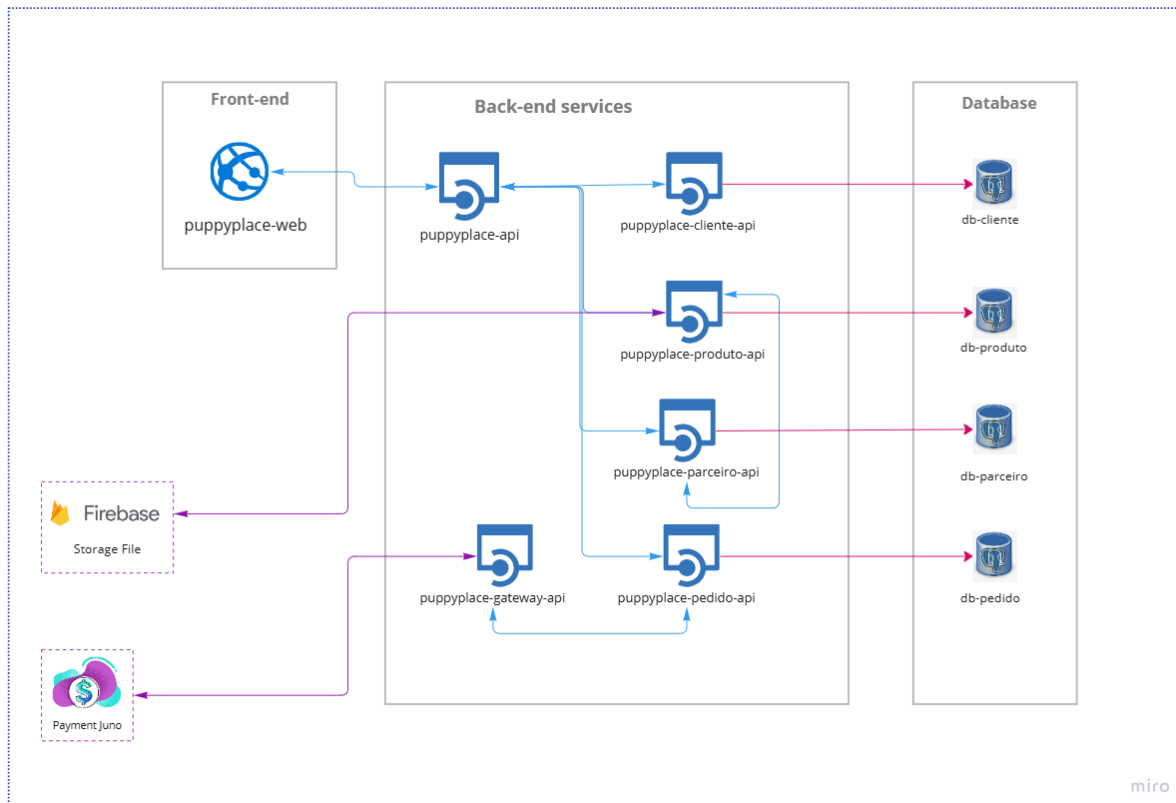 Front-end
Back-end services
Database
puppyplace-web
puppyplace-api
puppyplace-cliente-api
db-cliente
puppyplace-produto-api
db-produto
puppyplace-parceiro-api
db-parceiro
Firebase
Storage File
puppyplace-gateway-api
puppyplace-pedido-api
db-pedido
$
Payment Juno
miro